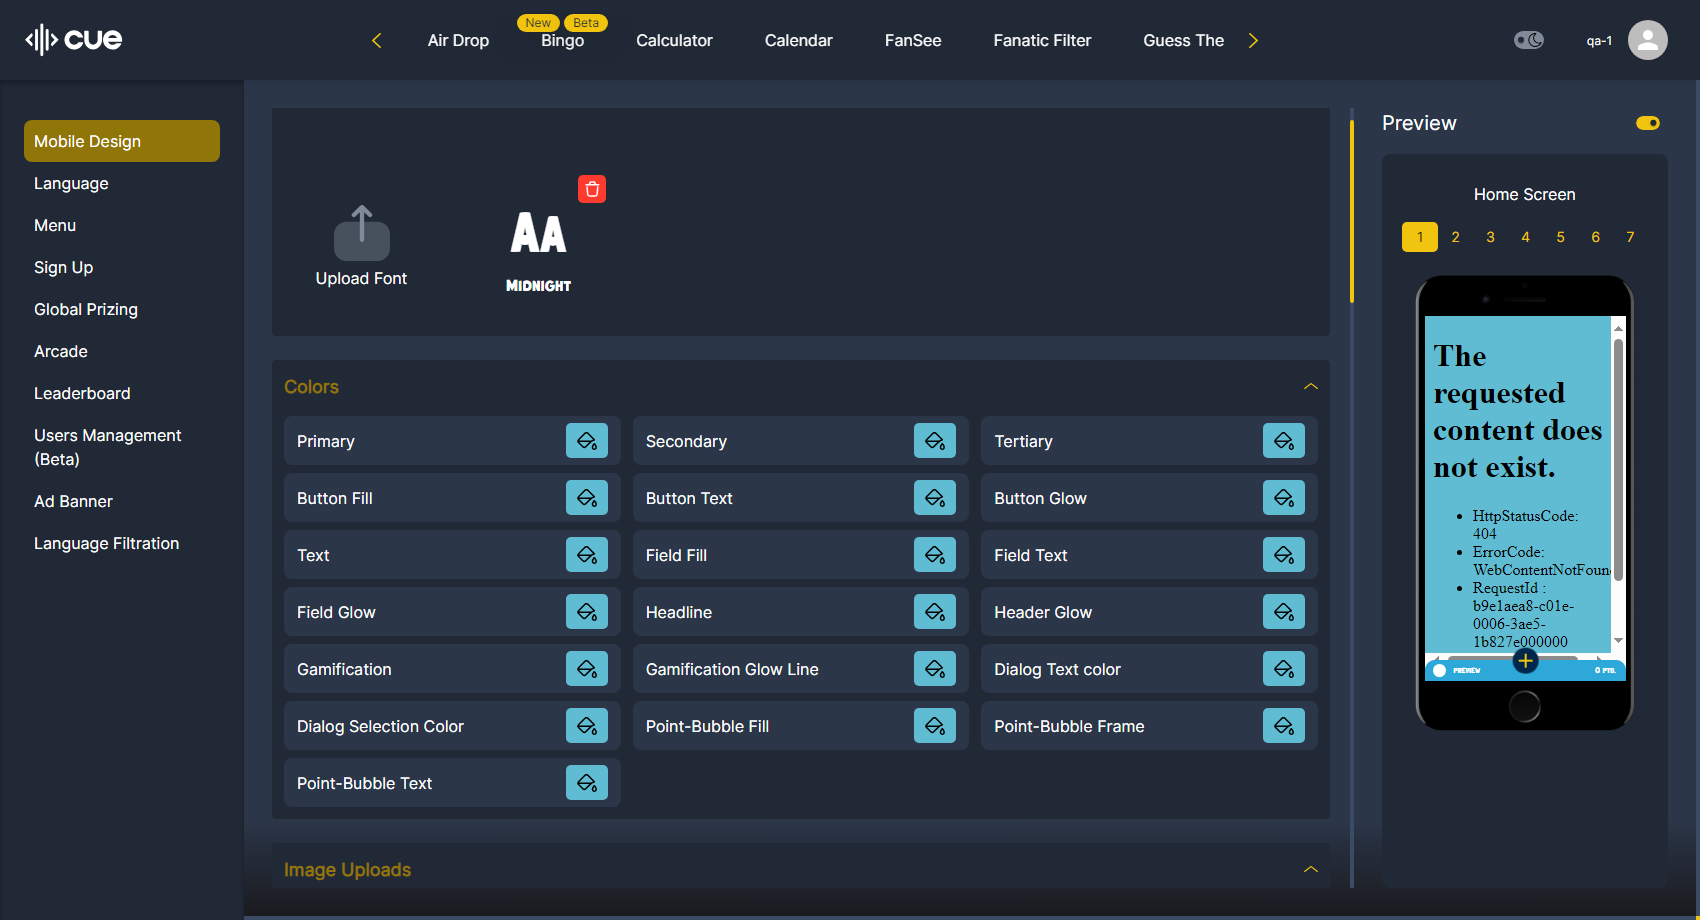 cue
Air Drop
New
Beta
Bingo
Calculator
Calendar
FanSee
Fanatic Filter
Guess The
qa-1
Mobile Design
Language
Menu
Sign Up
Global Prizing
Arcade
Leaderboard
Users Management
(Beta)
Ad Banner
Language Filtration
Upload Font
AA
MIDNIGHT
Colors
Primary
Secondary
Tertiary
Button Fill
Button Text
Button Glow
Text
Field Fill
Field Text
Field Glow
Headline
Header Glow
Gamification
Gamification Glow Line
Dialog Text color
Dialog Selection Color
Point-Bubble Fill
Point-Bubble Frame
Point-Bubble Text
Image Uploads
Preview
Home Screen
1 2 3 4 5 6 7
The
requested
content does
not exist.
HttpStatusCode:
404
ErrorCode:
WebContentNotFoun
RequestId :
b9e1aea8-c01e-
0006-3ae5-
1b827e000000
PREVIEW
0 PTS.